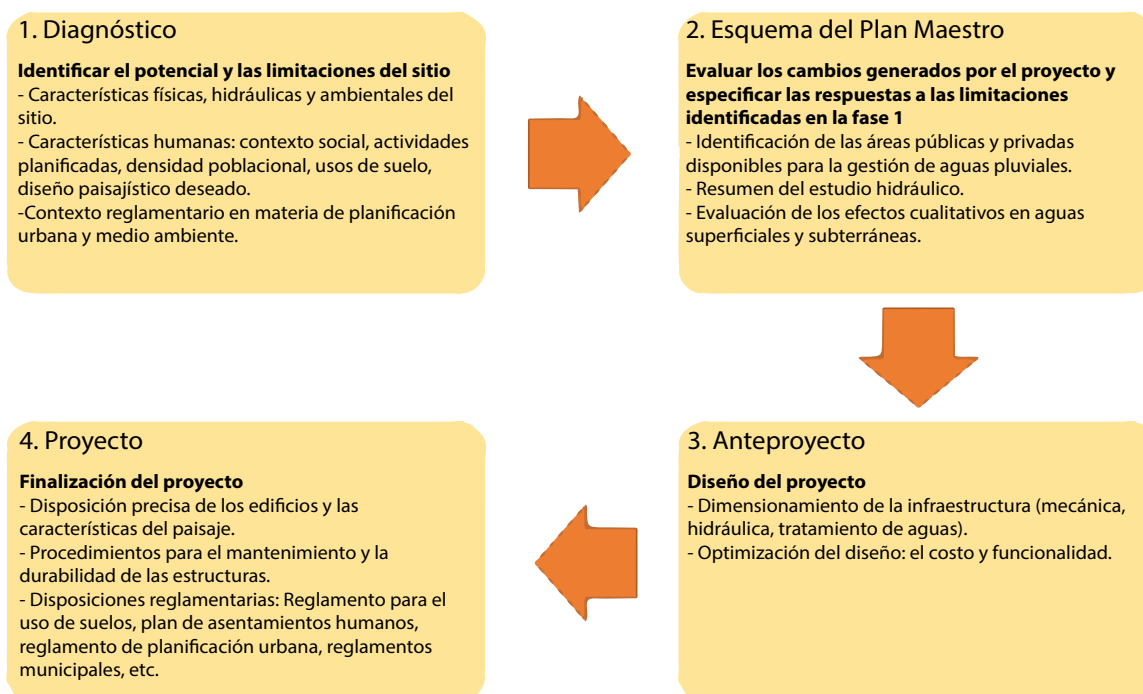 1. Diagnóstico
Identificar el potencial y las limitaciones del sitio
- Características físicas, hidráulicas y ambientales del
sitio.
- Características humanas: contexto social, actividades
planificadas, densidad poblacional, usos de suelo,
diseño paisajístico deseado.
-Contexto reglamentario en materia de planificación
urbana y medio ambiente.
2. Esquema del Plan Maestro
Evaluar los cambios generados por el proyecto y
especificar las respuestas a las limitaciones
identificadas en la fase 1
- Identificación de las áreas públicas y privadas
disponibles para la gestión de aguas pluviales.
- Resumen del estudio hidráulico.
- Evaluación de los efectos cualitativos en aguas
superficiales y subterráneas.
3. Anteproyecto
Diseño del proyecto
- Dimensionamiento de la infraestructura (mecánica,
hidráulica, tratamiento de aguas).
- Optimización del diseño: el costo y funcionalidad.
4. Proyecto
Finalización del proyecto
- Disposición precisa de los edificios y las
características del paisaje.
- Procedimientos para el mantenimiento y la
durabilidad de las estructuras.
- Disposiciones reglamentarias: Reglamento para el
uso de suelos, plan de asentamientos humanos,
reglamento de planificación urbana, reglamentos
municipales, etc.